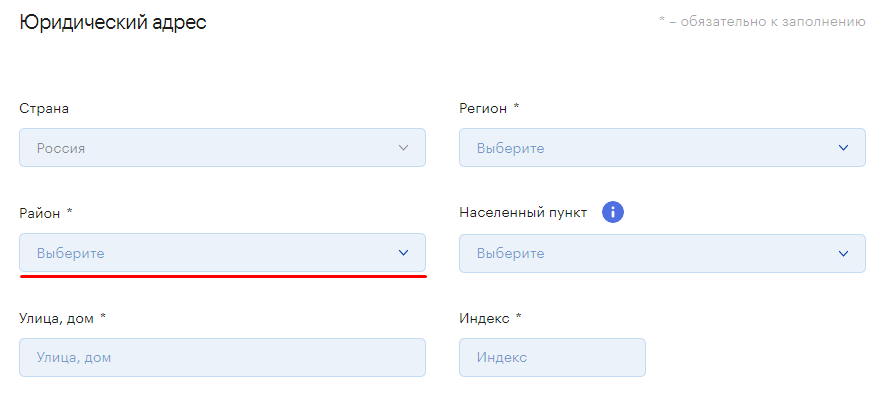 Юридический адрес
* – обязательно к заполнению
Страна
Регион *
Россия
Выберите
Район *
Населенный пункт i
Выберите
Выберите
Улица, дом *
Индекс *
Улица, дом
Индекс